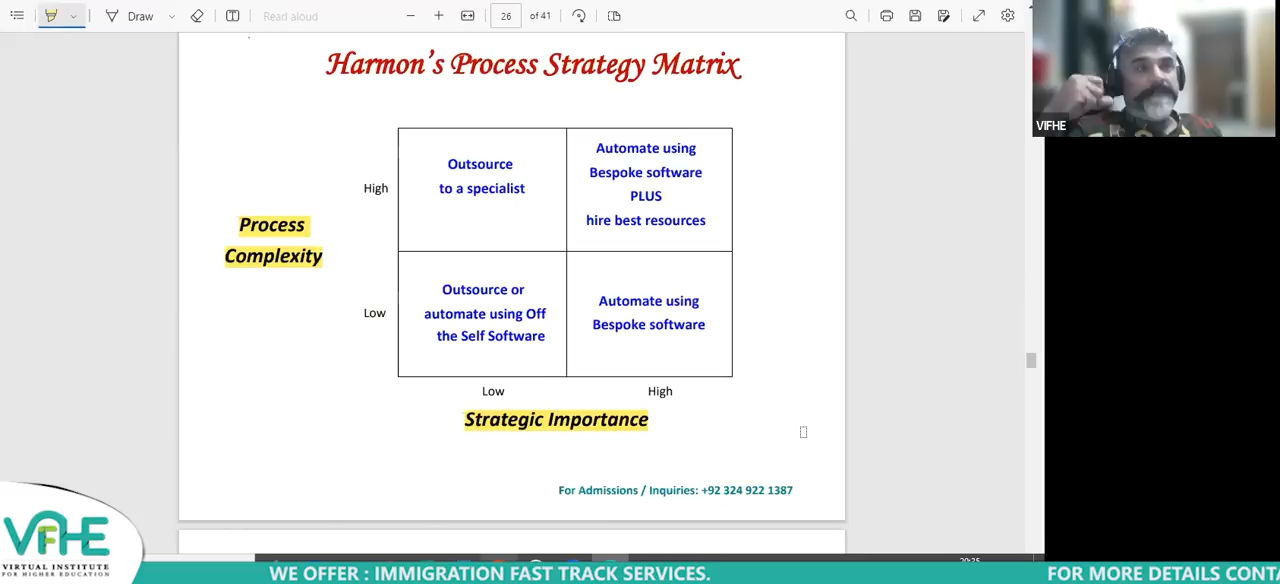 Draw
Read aloud
26
of 41
Harmon's Process Strategy Matrix
VIFHE
Outsource
to a specialist
Automate using
Bespoke software
PLUS
hire best resources
High
Process
Complexity
Outsource or
automate using Off
the Self Software
Automate using
Bespoke software
Low
Low
High
Strategic Importance
For Admissions / Inquiries: +92 324 922 1387
VIFHE
VIRTUAL INSTITUTE
FOR HIGHER EDUCATION
WE OFFER : IMMIGRATION FAST TRACK SERVICES.
FOR MORE DETAILS CONT